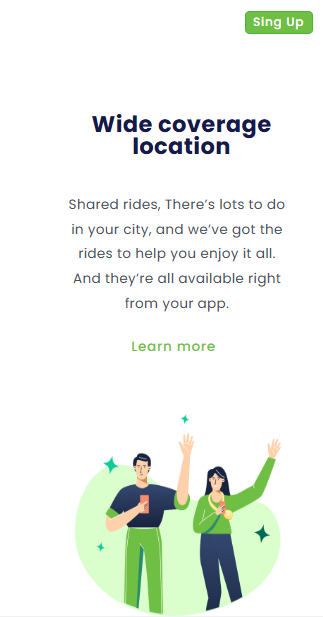 Sing Up
Wide coverage
location
Shared rides, There’s lots to do
in your city, and we’ve got the
rides to help you enjoy it all.
And they’re all available right
from your app.
Learn more